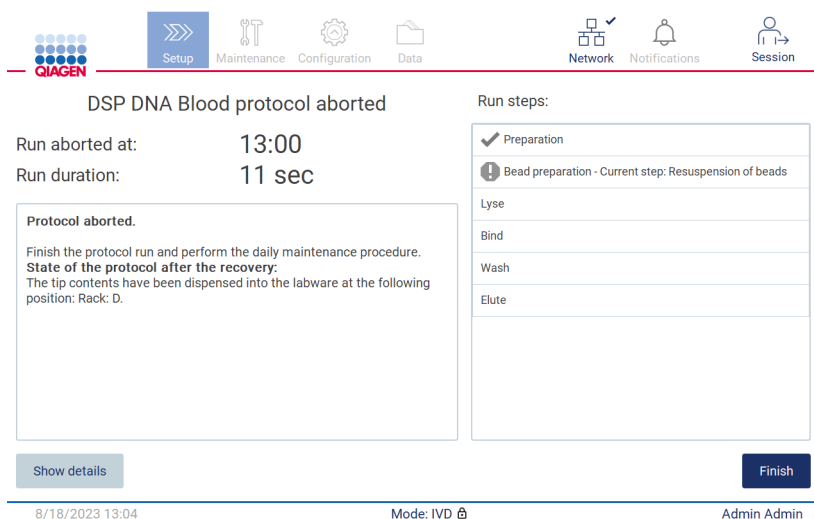 QIAGEN
Setup
Maintenance
Configuration
Data
Network
Notifications
Session
DSP DNA Blood protocol aborted
Run aborted at: 13:00
Run duration: 11 sec
Protocol aborted.
Finish the protocol run and perform the daily maintenance procedure.
State of the protocol after the recovery:
The tip contents have been dispensed into the labware at the following
position: Rack: D.
Run steps:
Preparation
Bead preparation - Current step: Resuspension of beads
Lyse
Bind
Wash
Elute
Show details
Finish
8/18/2023 13:04
Mode: IVD
Admin Admin